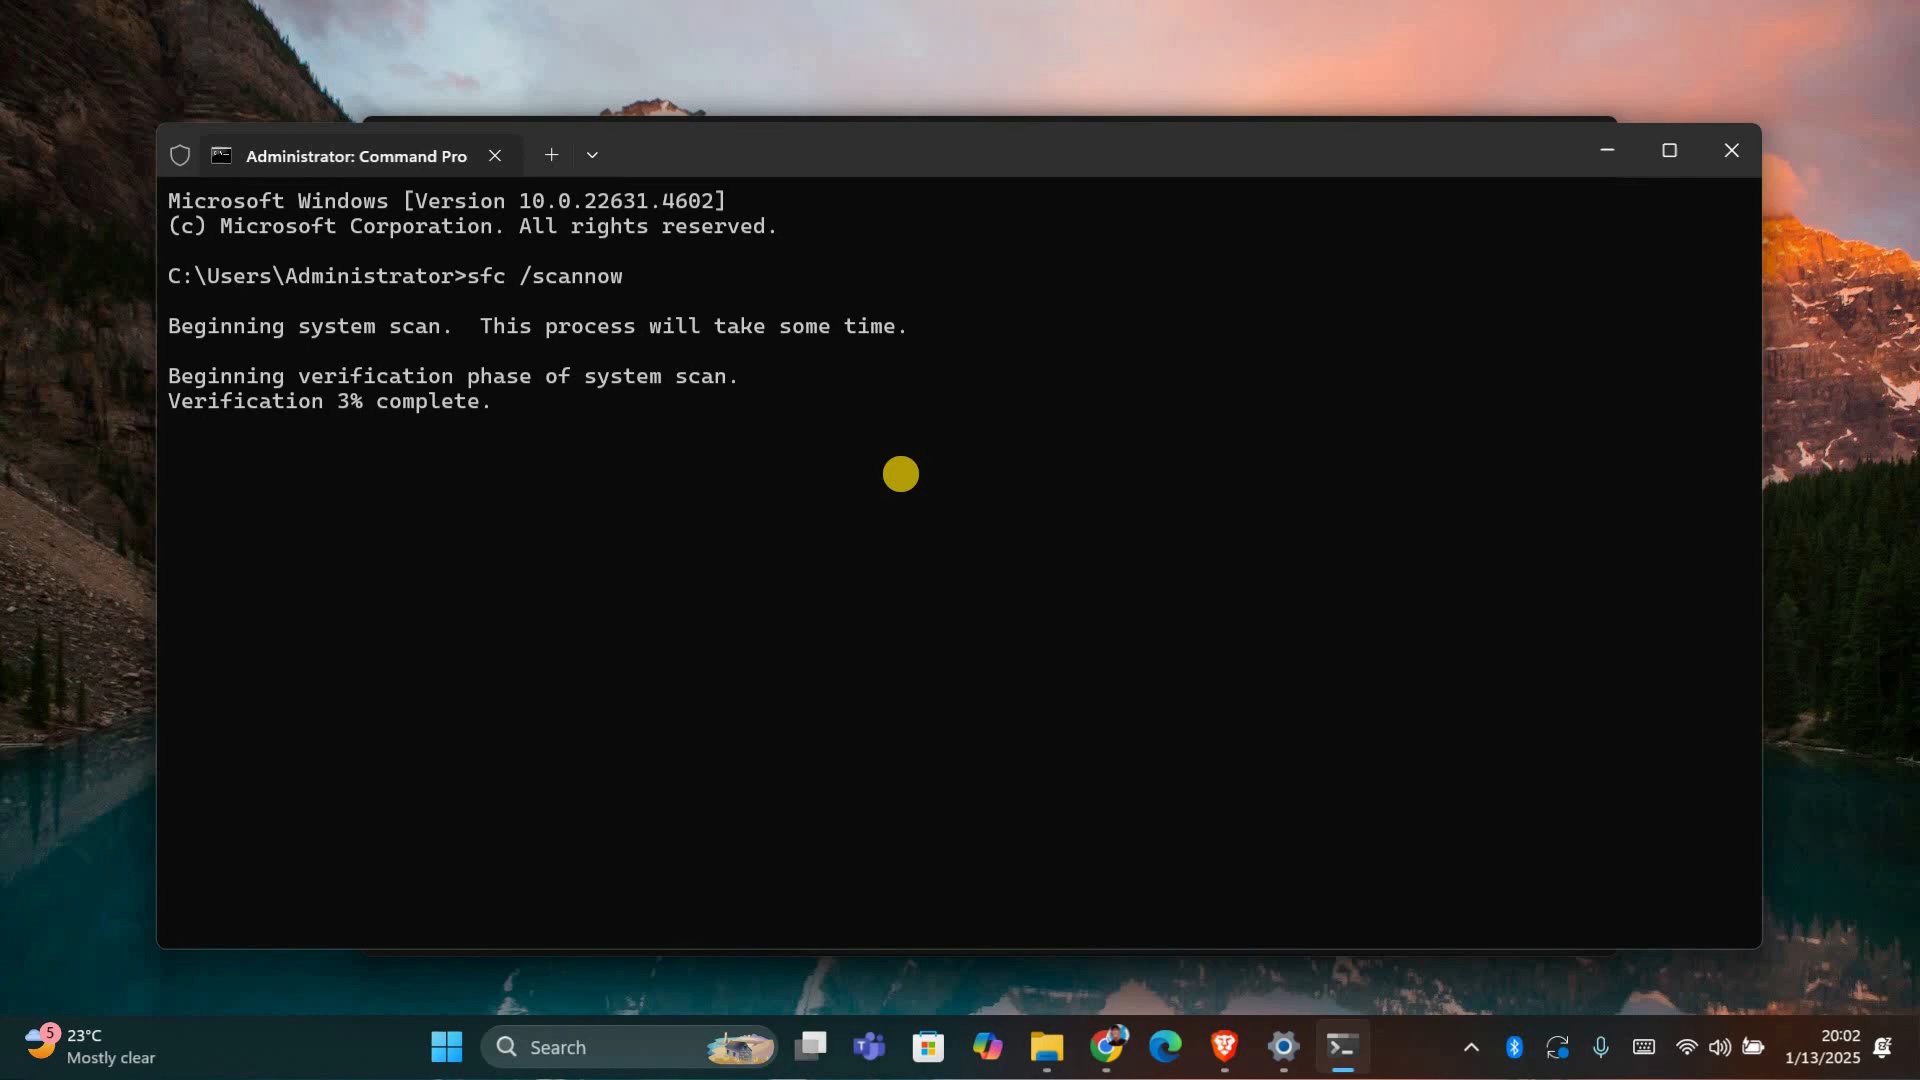 Administrator: Command Pro
Microsoft Windows [Version 10.0.22631.4602]
(c) Microsoft Corporation. All rights reserved.
C:\Users\Administrator>sfc /scannow
Beginning system scan.  This process will take some time.
Beginning verification phase of system scan.
Verification 3% complete.
5
23°C
Mostly clear
Search
20:02
1/13/2025